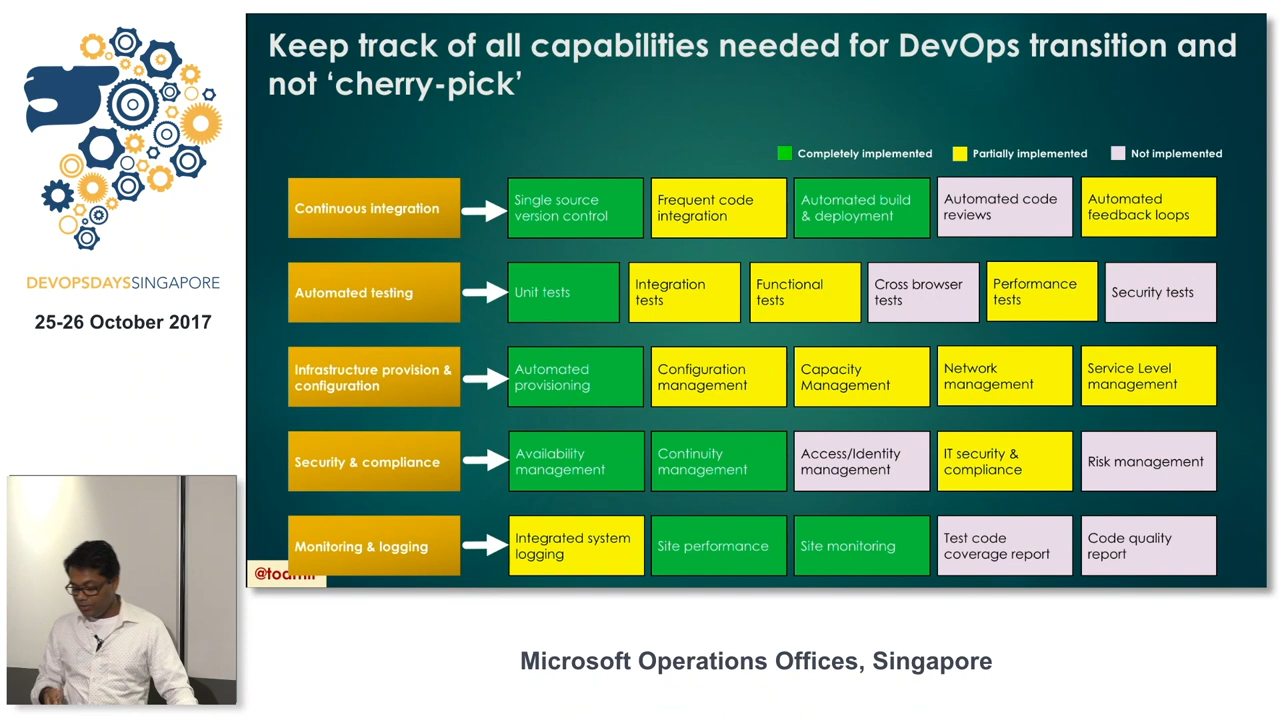 Keep track of all capabilities needed for DevOps transition and
not ‘cherry-pick’
Completely implemented
Partially implemented
Not implemented
Continuous integration
Single source
version control
Frequent code
integration
Automated build
& deployment
Automated code
reviews
Automated
feedback loops
Automated testing
Unit tests
Integration
tests
Functional
tests
Cross browser
tests
Performance
tests
Security tests
Infrastructure provision &
configuration
Automated
provisioning
Configuration
management
Capacity
Management
Network
management
Service Level
management
Security & compliance
Availability
management
Continuity
management
Access/Identity
management
IT security &
compliance
Risk management
Monitoring & logging
Integrated system
logging
Site performance
Site monitoring
Test code
coverage report
Code quality
report
DEVOPSDAYSSINGAPORE
25-26 October 2017
Microsoft Operations Offices, Singapore